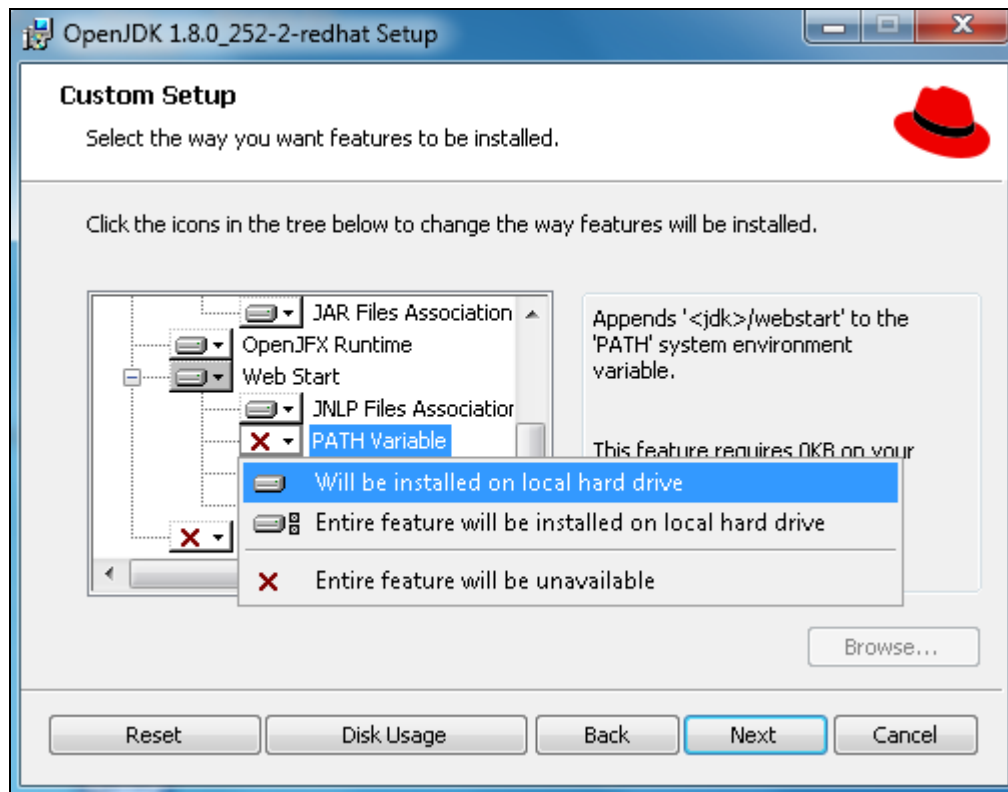 OpenJDK 1.8.0_252-2-redhat Setup
Custom Setup
Select the way you want features to be installed.
Click the icons in the tree below to change the way features will be installed.
JAR Files Association
OpenJFX Runtime
Web Start
JNLP Files Association
PATH Variable
Appends '<jdk>/webstart' to the
'PATH' system environment
variable.
This feature requires 0KB on your
Will be installed on local hard drive
Entire feature will be installed on local hard drive
Entire feature will be unavailable
Browse...
Reset
Disk Usage
Back
Next
Cancel